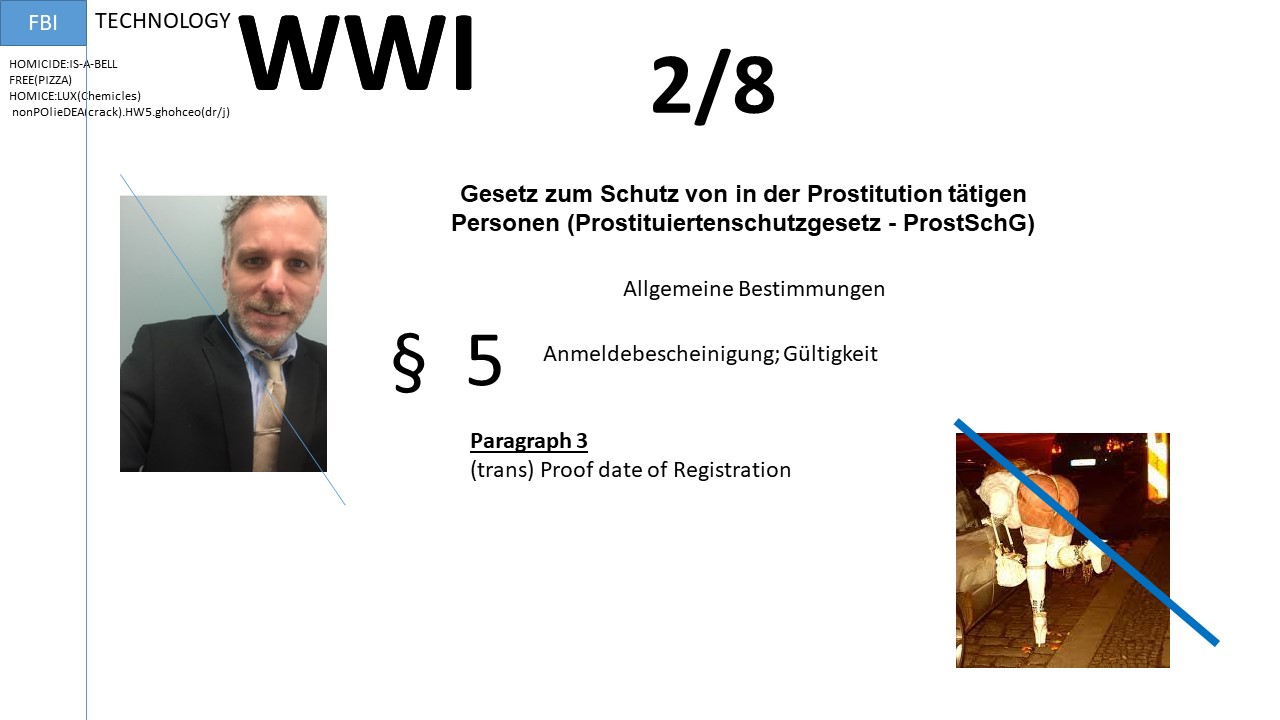 FBI
TECHNOLOGY
WWI
2/8
HOMICIDE:IS-A-BELL
FREE(PIZZA)
HOMICE:LUX(Chemicles)
nonPOlieDEA(crack).HW5.ghohceo(dr/j)
Gesetz zum Schutz von in der Prostitution tätigen
Personen (Prostituiertenschutzgesetz - ProstSchG)
Allgemeine Bestimmungen
§ 5
Anmeldebescheinigung; Gültigkeit
Paragraph 3
(trans) Proof date of Registration